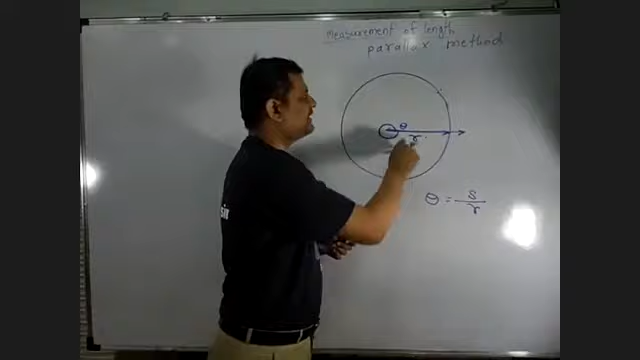 Measurement of length
parallax method
θ
r
θ = S/r